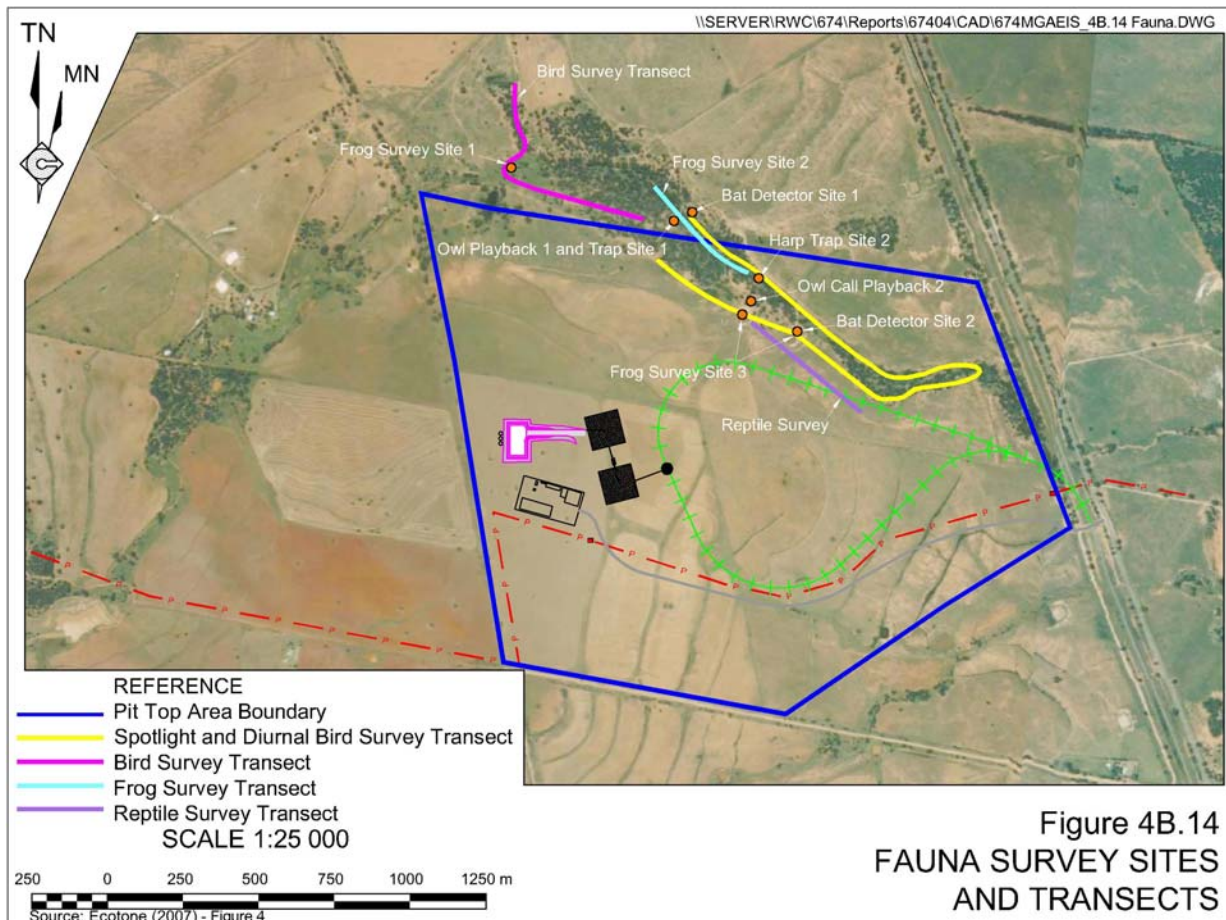 \\SERVER\RWC\674\Reports\67404\CAD\674MGAEIS_4B.14 Fauna.DWG
TN
MN
Bird Survey Transect
Frog Survey Site 1
Frog Survey Site 2
Bat Detector Site 1
Owl Playback 1 and Trap Site 1
Harp Trap Site 2
Owl Call Playback 2
Bat Detector Site 2
Frog Survey Site 3
Reptile Survey
REFERENCE
Pit Top Area Boundary
Spotlight and Diurnal Bird Survey Transect
Bird Survey Transect
Frog Survey Transect
Reptile Survey Transect
SCALE 1:25 000
250 0 250 500 750 1000 1250 m
Source: Ecotone (2007) - Figure 4
Figure 4B.14
FAUNA SURVEY SITES
AND TRANSECTS